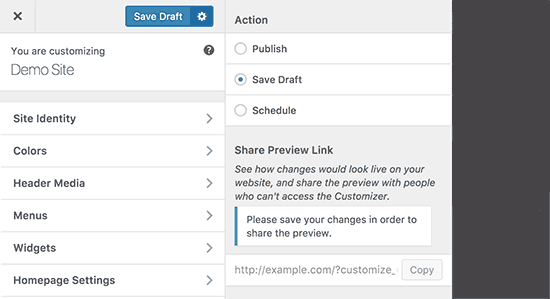 Save Draft
You are customizing
Demo Site
Site Identity
Colors
Header Media
Menus
Widgets
Homepage Settings
Action
Publish
Save Draft
Schedule
Share Preview Link
See how changes would look live on your
website, and share the preview with people
who can't access the Customizer.
Please save your changes in order to
share the preview.
http://example.com/?customize_
Copy